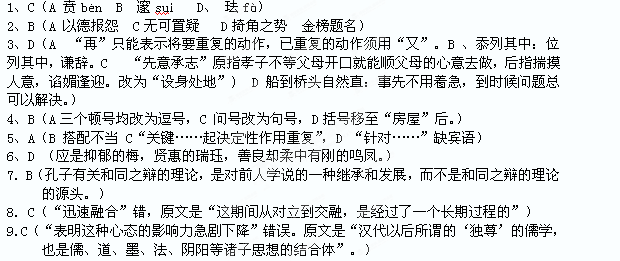 1、C（A 贲bèn  B  邃suì    D、 珐fà）
2、B（A 以德报怨  C 无可置疑  D 掎角之势  金榜题名）
3、D（A  “再”只能表示将要重复的动作，已重复的动作须用“又”。B 、忝列其中：位
列其中，谦辞。C   “先意承志”原指孝子不等父母开口就能顺父母的心意去做，后指揣摸
人意，谄媚逢迎。改为“设身处地”） D 船到桥头自然直：事先不用着急，到时候问题总
可以解决。）
4、B（A三个顿号均改为逗号，C 问号改为句号，D括号移至“房屋”后。）
5、A（B 搭配不当 C“关键……起决定性作用重复”，D “针对……”缺宾语）
6、D （应是抑郁的梅，贤惠的瑞珏，善良却柔中有刚的鸣凤。）
7. B（孔子有关和同之辩的理论，是对前人学说的一种继承和发展，而不是和同之辩的理论
的源头。）
8. C（“迅速融合”错，原文是“这期间从对立到交融，是经过了一个长期过程的”）
9.C（“表明这种心态的影响力急剧下降”错误。原文是“汉代以后所谓的‘独尊’的儒学，
也是儒、道、墨、法、阴阳等诸子思想的结合体”。）